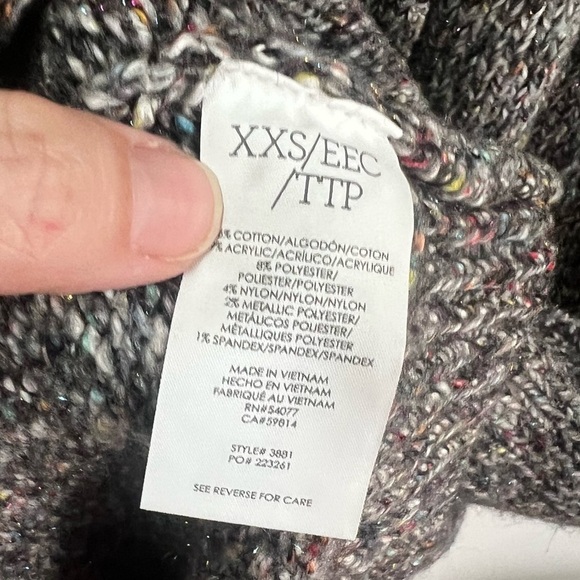 XXS/EEC
/TTP
% COTTON/ALGODÓN/COTON
% ACRYLIC/ACRÍLICO/ACRYLIQUE
8% POLYESTER/
POLIÉSTER/POLYESTER
4% NYLON/NYLON/NYLON
2% METALLIC POLYESTER/
METÁLICOS POLIÉSTER/
MÉTALLIQUES POLYESTER
1% SPANDEX/SPANDEX/SPANDEX
MADE IN VIETNAM
HECHO EN VIETNAM
FABRIQUÉ AU VIETNAM
RN#54077
CA#59814
STYLE# 3881
PO# 223261
SEE REVERSE FOR CARE